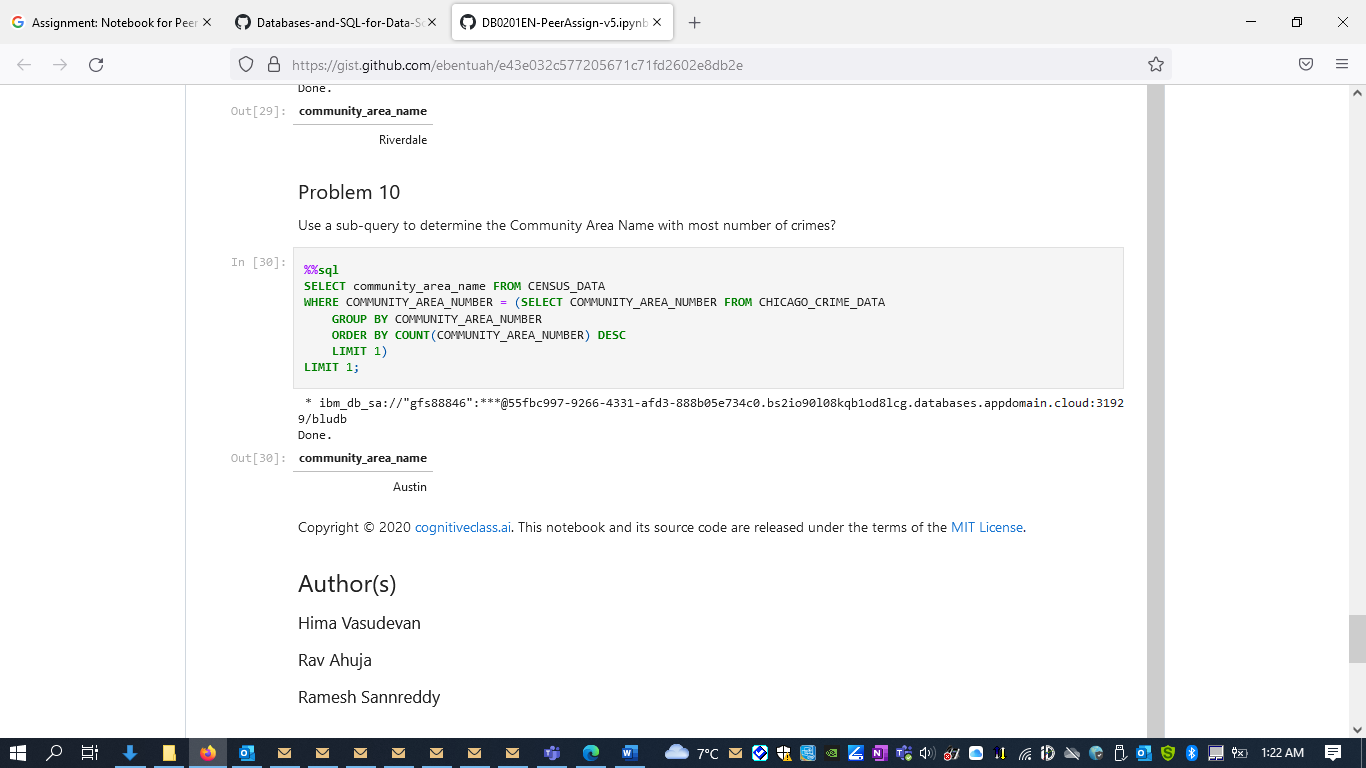 Assignment: Notebook for Peer
Databases-and-SQL-for-Data-Sc
DB0201EN-PeerAssign-v5.ipynb
https://gist.github.com/ebentuah/e43e032c577205671c71fd2602e8db2e
Done.
Out[29]: community_area_name
Riverdale
Problem 10
Use a sub-query to determine the Community Area Name with most number of crimes?
In [30]: %%sql
SELECT community_area_name FROM CENSUS_DATA
WHERE COMMUNITY_AREA_NUMBER = (SELECT COMMUNITY_AREA_NUMBER FROM CHICAGO_CRIME_DATA
GROUP BY COMMUNITY_AREA_NUMBER
ORDER BY COUNT(COMMUNITY_AREA_NUMBER) DESC
LIMIT 1)
LIMIT 1;
* ibm_db_sa://"gfs88846":***@55fbc997-9266-4331-afd3-888b05e734c0.bs2io90l08kqb1od8lcg.databases.appdomain.cloud:3192
9/bludb
Done.
Out[30]: community_area_name
Austin
Copyright © 2020 cognitiveclass.ai. This notebook and its source code are released under the terms of the MIT License.
Author(s)
Hima Vasudevan
Rav Ahuja
Ramesh Sannreddy
7°C
1:22 AM